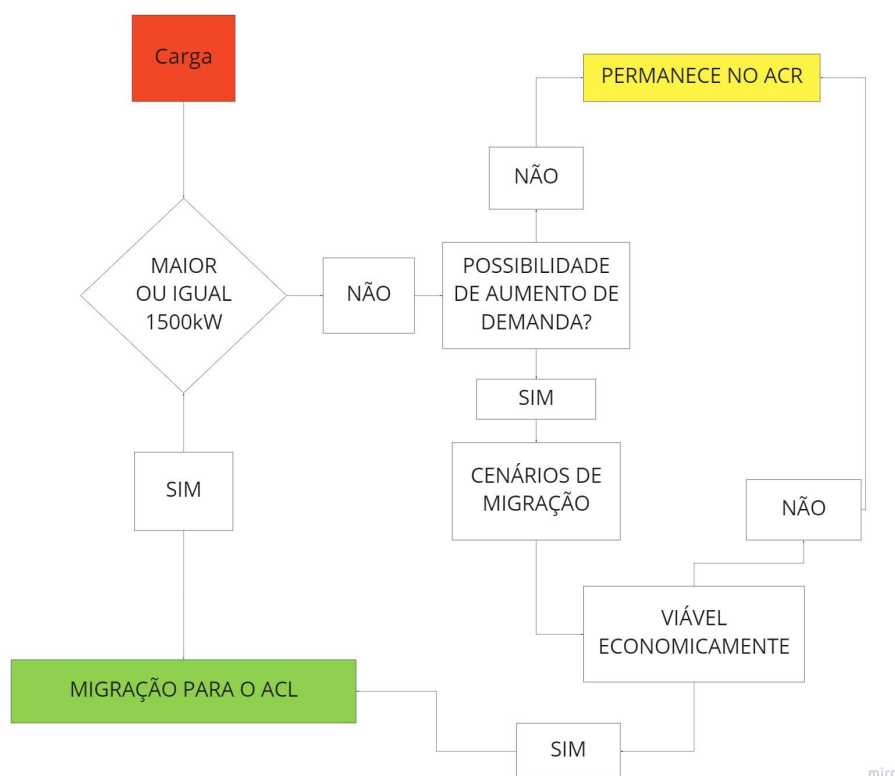 Carga
PERMANECE NO ACR
NÃO
MAIOR
OU IGUAL
1500kW
NÃO
POSSIBILIDADE
DE AUMENTO DE
DEMANDA?
SIM
CENÁRIOS DE
MIGRAÇÃO
SIM
NÃO
VIÁVEL
ECONOMICAMENTE
MIGRAÇÃO PARA O ACL
SIM